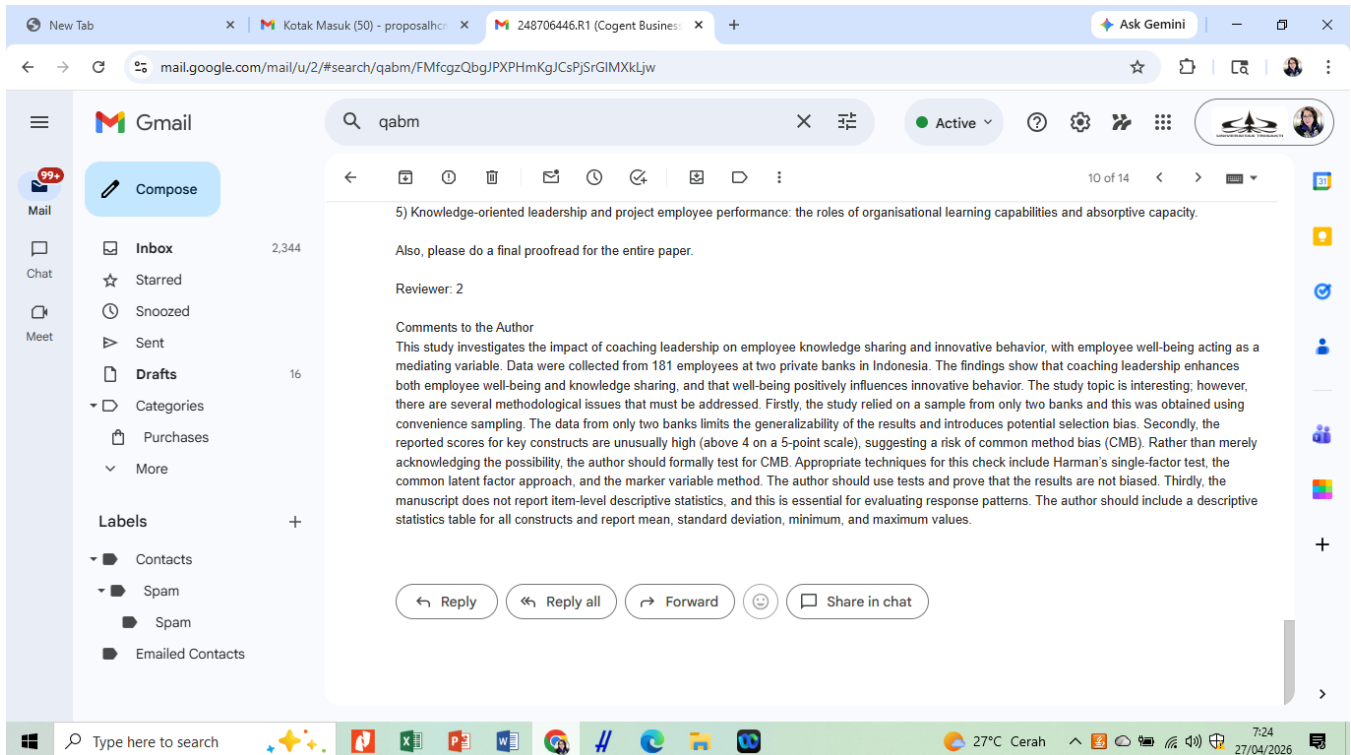 New Tab
Kotak Masuk (50) - proposalhcm
248706446.R1 (Cogent Business
Ask Gemini
mail.google.com/mail/u/2/#search/qabm/FMfcgzQbgJPXPHmKgJCsPjSrGlMXkLjw
Gmail
qabm
Active
99+
Mail
Chat
Meet
Compose
Inbox 2,344
Starred
Snoozed
Sent
Drafts 16
Categories
Purchases
More
Labels
Contacts
Spam
Spam
Emailed Contacts
10 of 14
31
5) Knowledge-oriented leadership and project employee performance: the roles of organisational learning capabilities and absorptive capacity.
Also, please do a final proofread for the entire paper.
Reviewer: 2
Comments to the Author
This study investigates the impact of coaching leadership on employee knowledge sharing and innovative behavior, with employee well-being acting as a
mediating variable. Data were collected from 181 employees at two private banks in Indonesia. The findings show that coaching leadership enhances
both employee well-being and knowledge sharing, and that well-being positively influences innovative behavior. The study topic is interesting; however,
there are several methodological issues that must be addressed. Firstly, the study relied on a sample from only two banks and this was obtained using
convenience sampling. The data from only two banks limits the generalizability of the results and introduces potential selection bias. Secondly, the
reported scores for key constructs are unusually high (above 4 on a 5-point scale), suggesting a risk of common method bias (CMB). Rather than merely
acknowledging the possibility, the author should formally test for CMB. Appropriate techniques for this check include Harman's single-factor test, the
common latent factor approach, and the marker variable method. The author should use tests and prove that the results are not biased. Thirdly, the
manuscript does not report item-level descriptive statistics, and this is essential for evaluating response patterns. The author should include a descriptive
statistics table for all constructs and report mean, standard deviation, minimum, and maximum values.
Reply
Reply all
Forward
Share in chat
Type here to search
27°C Cerah
7:24
27/04/2026